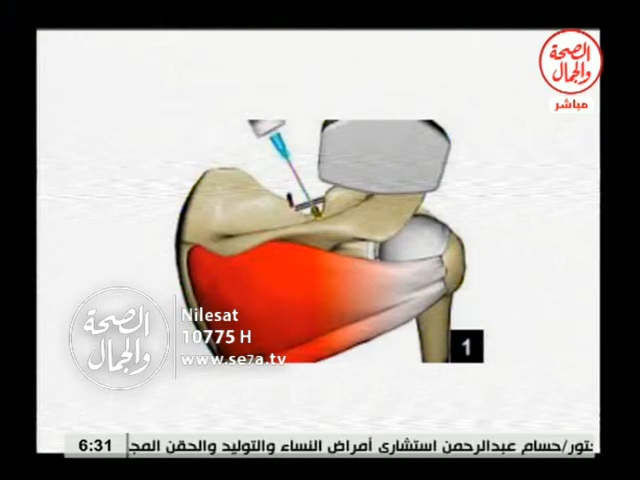 الصحة
والجمال
مباشر
1
الصحة
والجمال
Nilesat
10775 H
www.se7a.tv
6:31
ختور/حسام عبدالرحمن استشارى أمراض النساء والتوليد والحقن المج